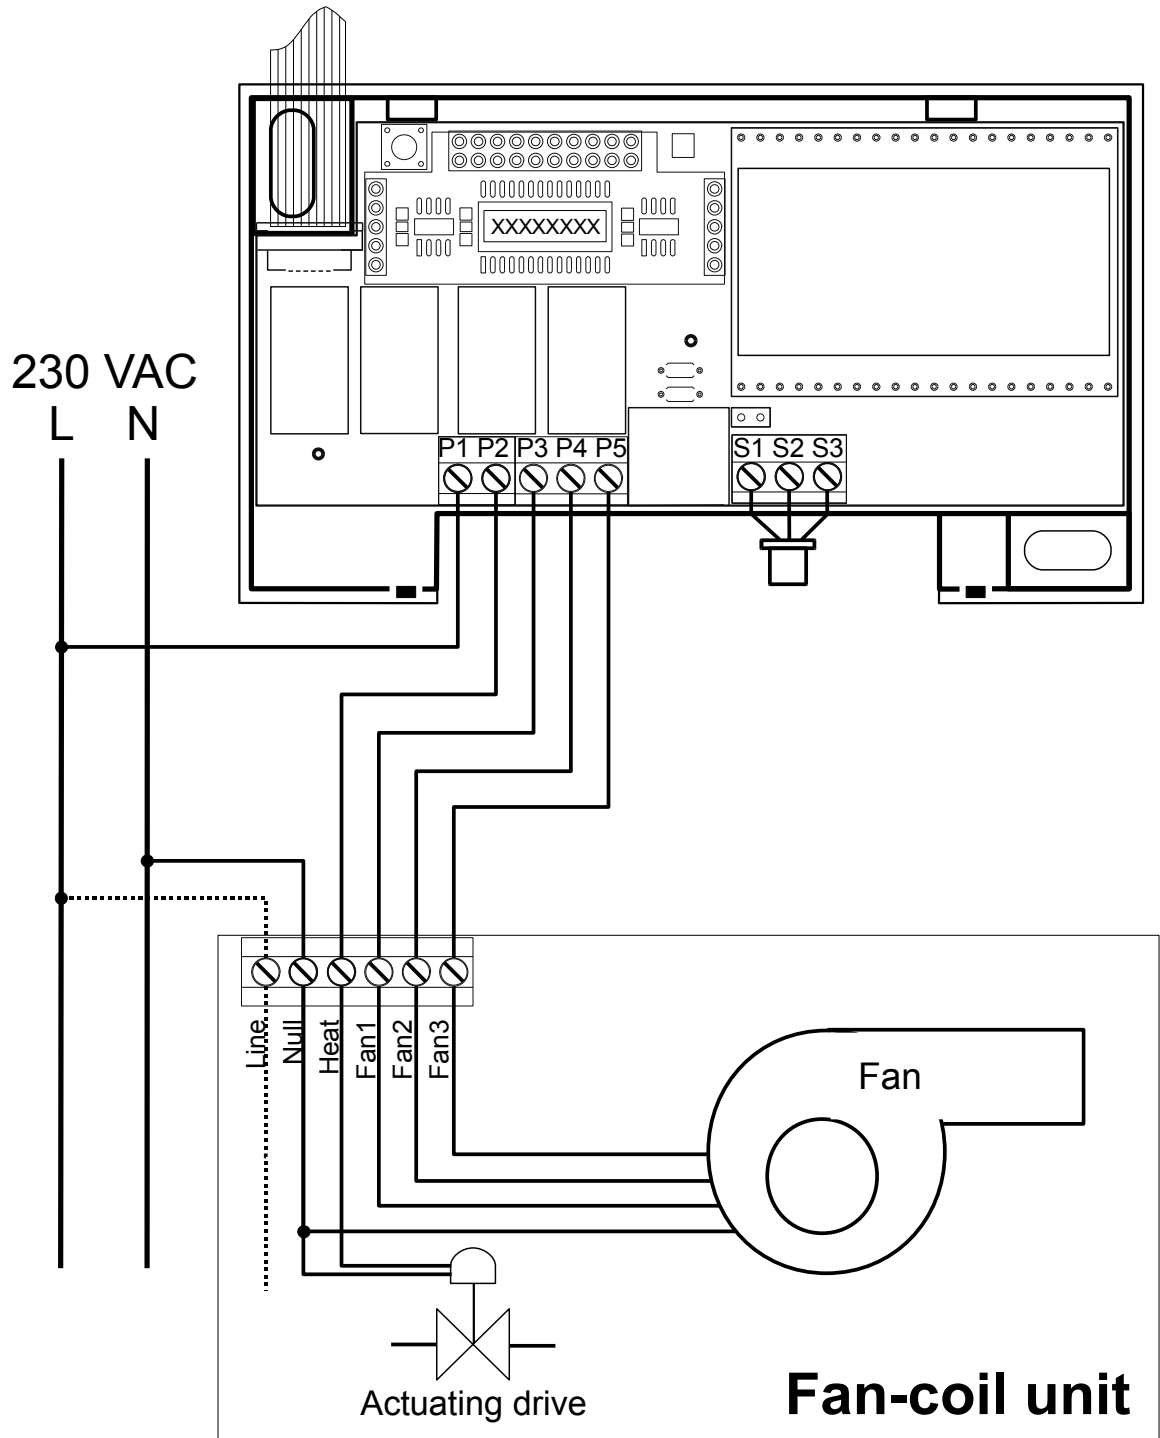 XXXXXXXX
230 VAC
L N
P1 P2 P3 P4 P5
S1 S2 S3
Line
Null
Heat
Fan1
Fan2
Fan3
Fan
Actuating drive
Fan-coil unit